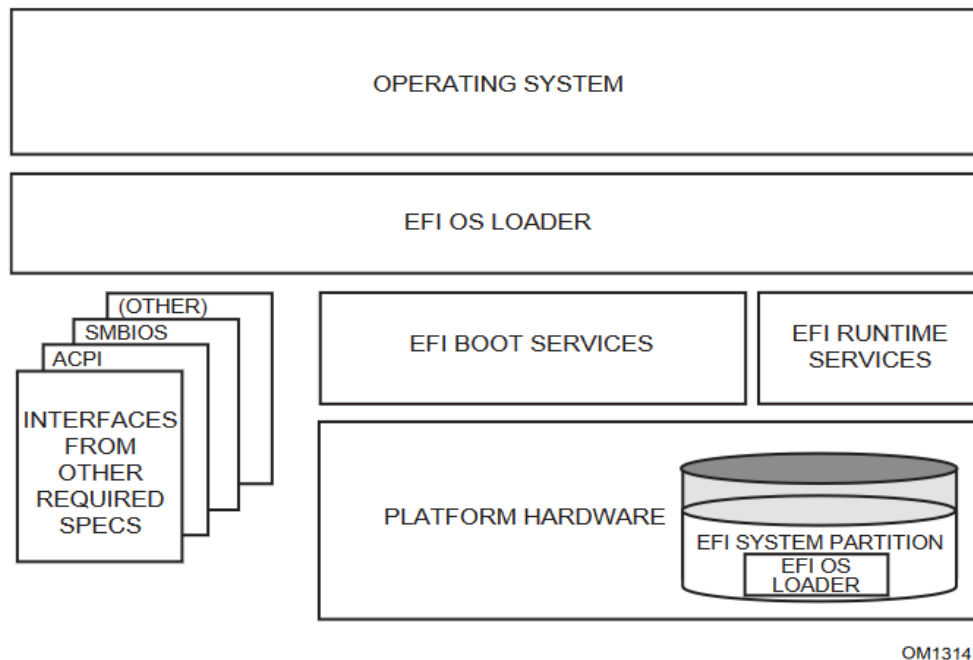 OPERATING SYSTEM
EFI OS LOADER
(OTHER)
SMBIOS
ACPI
INTERFACES
FROM
OTHER
REQUIRED
SPECS
EFI BOOT SERVICES
EFI RUNTIME
SERVICES
PLATFORM HARDWARE
EFI SYSTEM PARTITION
EFI OS
LOADER
OM1314